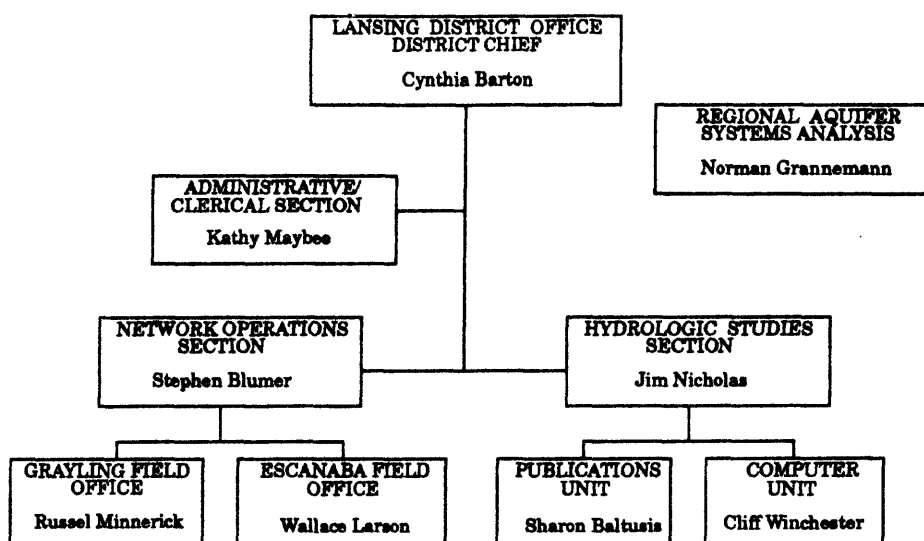 LANSING DISTRICT OFFICE
DISTRICT CHIEF
Cynthia Barton
REGIONAL AQUIFER
SYSTEMS ANALYSIS
Norman Grannemann
ADMINISTRATIVE/
CLERICAL SECTION
Kathy Maybee
NETWORK OPERATIONS
SECTION
Stephen Blumer
HYDROLOGIC STUDIES
SECTION
Jim Nicholas
GRAYLING FIELD
OFFICE
Russel Minnerick
ESCANABA FIELD
OFFICE
Wallace Larson
PUBLICATIONS
UNIT
Sharon Baltusis
COMPUTER
UNIT
Cliff Winchester